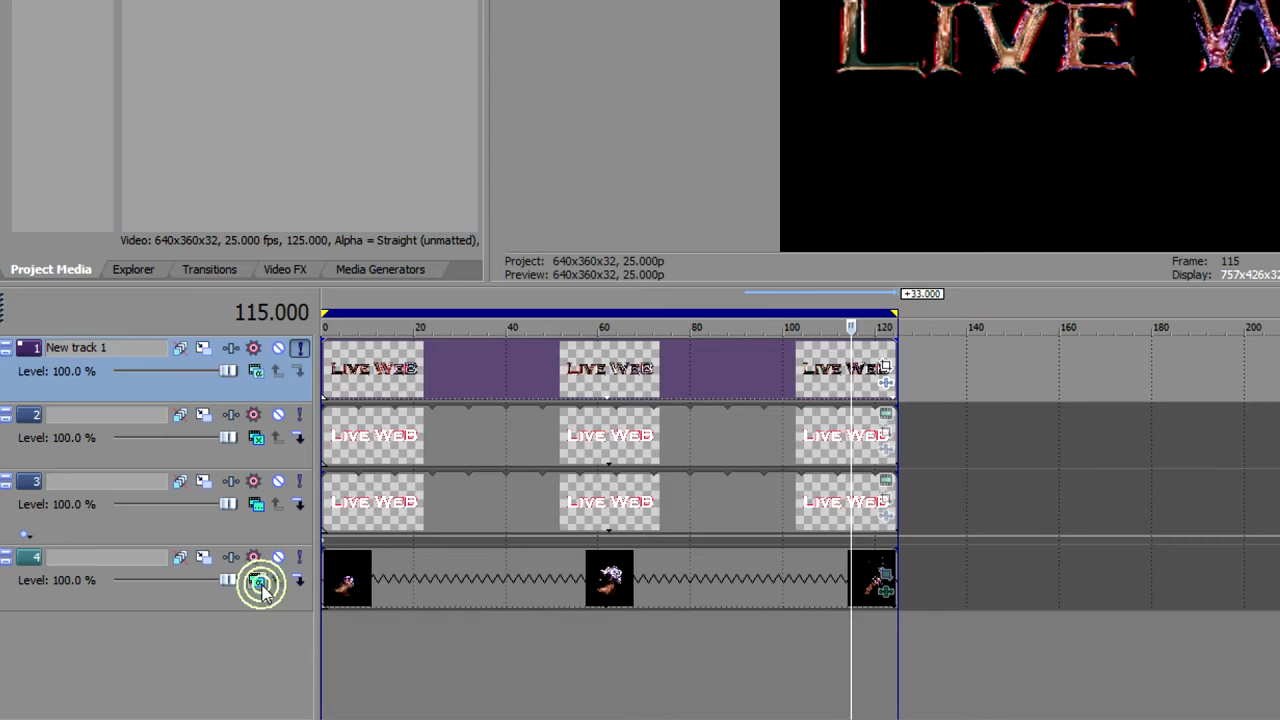 LIVE W
Video: 640x360x32, 25.000 fps, 125.000, Alpha = Straight (unmatted),
Project Media Explorer Transitions Video FX Media Generators
Project: 640x360x32, 25.000p
Preview: 640x360x32, 25.000p
Frame: 115
Display: 757x426x32
115.000
+33.000
0 20 40 60 80 100 120 140 160 180 200
1 New track 1
Level: 100.0 %
LIVE WEB LIVE WEB LIVE WEB
2
Level: 100.0 %
LIVE WEB LIVE WEB LIVE WEB
3
Level: 100.0 %
LIVE WEB LIVE WEB LIVE WEB
4
Level: 100.0 %